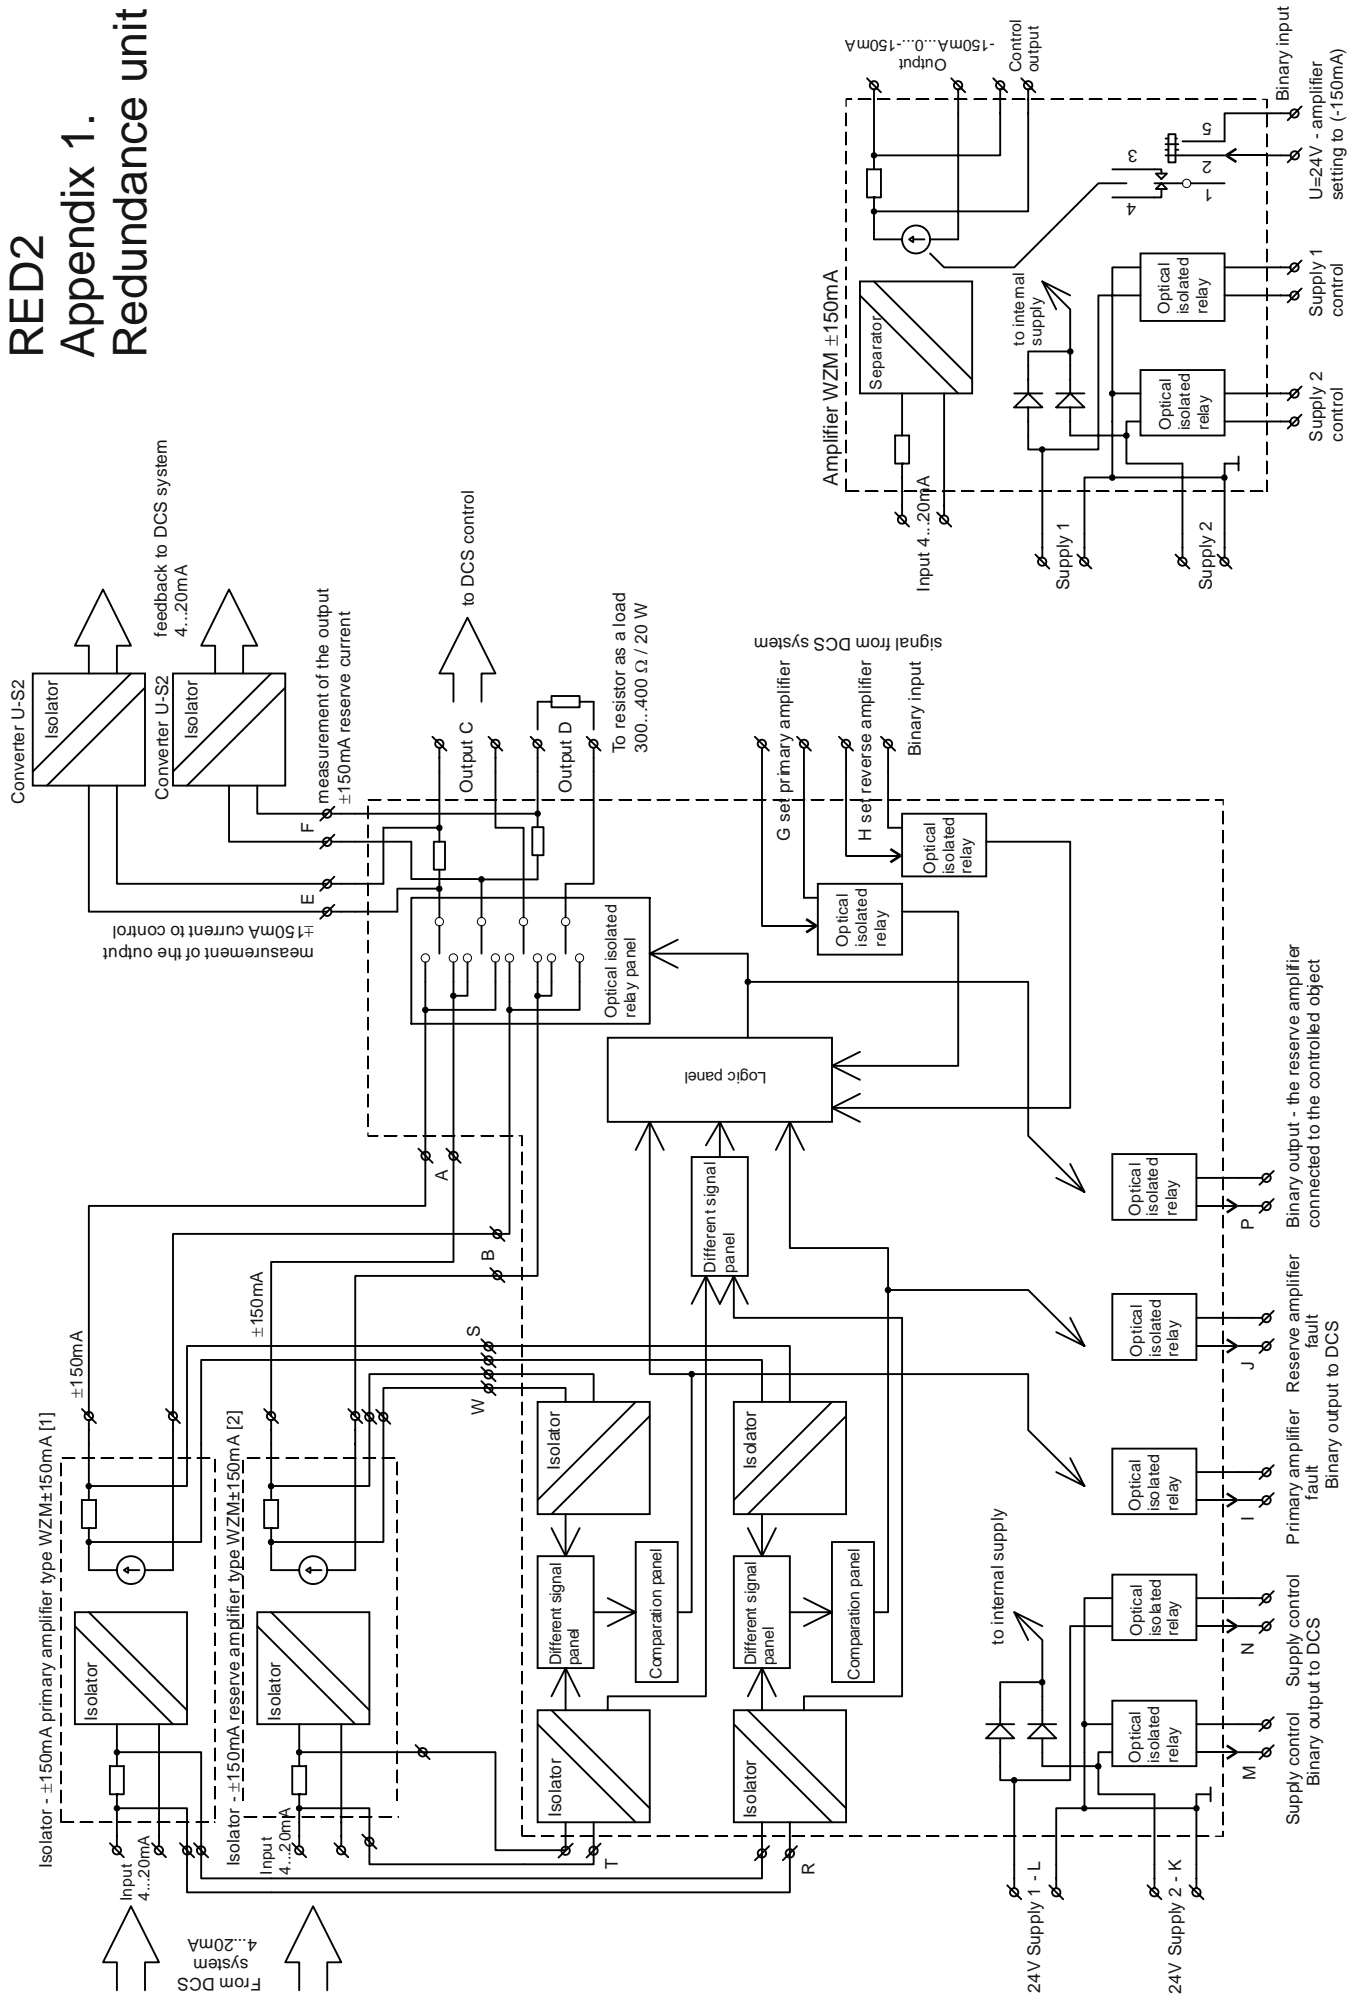 RED2
Appendix 1.
Redundance unit
Converter U-S2
Isolator
Converter U-S2
Isolator
feedback to DCS system
4...20mA
measurement of the output
±150mA reserve current
F
E
measurement of the output
±150mA current to control
to DCS control
Output C
Output D
To resistor as a load
300...400 Ω / 20 W
Optical isolated
relay panel
signal from DCS system
G set primary amplifier
H set reverse amplifier
Binary input
Optical
isolated
relay
Optical
isolated
relay
Logic panel
A
B
S
W
±150mA
±150mA
Isolator - ±150mA primary amplifier type WZM±150mA [1]
Isolator
Isolator - ±150mA reserve amplifier type WZM±150mA [2]
Isolator
Input
4...20mA
Input
4...20mA
From DCS
system
4...20mA
T
R
Isolator
Different signal
panel
Isolator
Comparation panel
Isolator
Different signal
panel
Isolator
Comparation panel
Different signal
panel
24V Supply 1 - L
24V Supply 2 - K
to internal supply
Optical
isolated
relay
M
Optical
isolated
relay
N
Optical
isolated
relay
I
Optical
isolated
relay
J
Optical
isolated
relay
P
Supply control
Supply control
Binary output to DCS
Primary amplifier
fault
Reserve amplifier
fault
Binary output to DCS
Binary output - the reserve amplifier
connected to the controlled object
Amplifier WZM ±150mA
Separator
Input 4...20mA
Supply 1
Supply 2
to internal
supply
Optical
isolated
relay
Optical
isolated
relay
Supply 2
control
Supply 1
control
Output
-150mA...0...-150mA
Control
output
4
3
1
2
5
Binary input
U=24V - amplifier
setting to (-150mA)